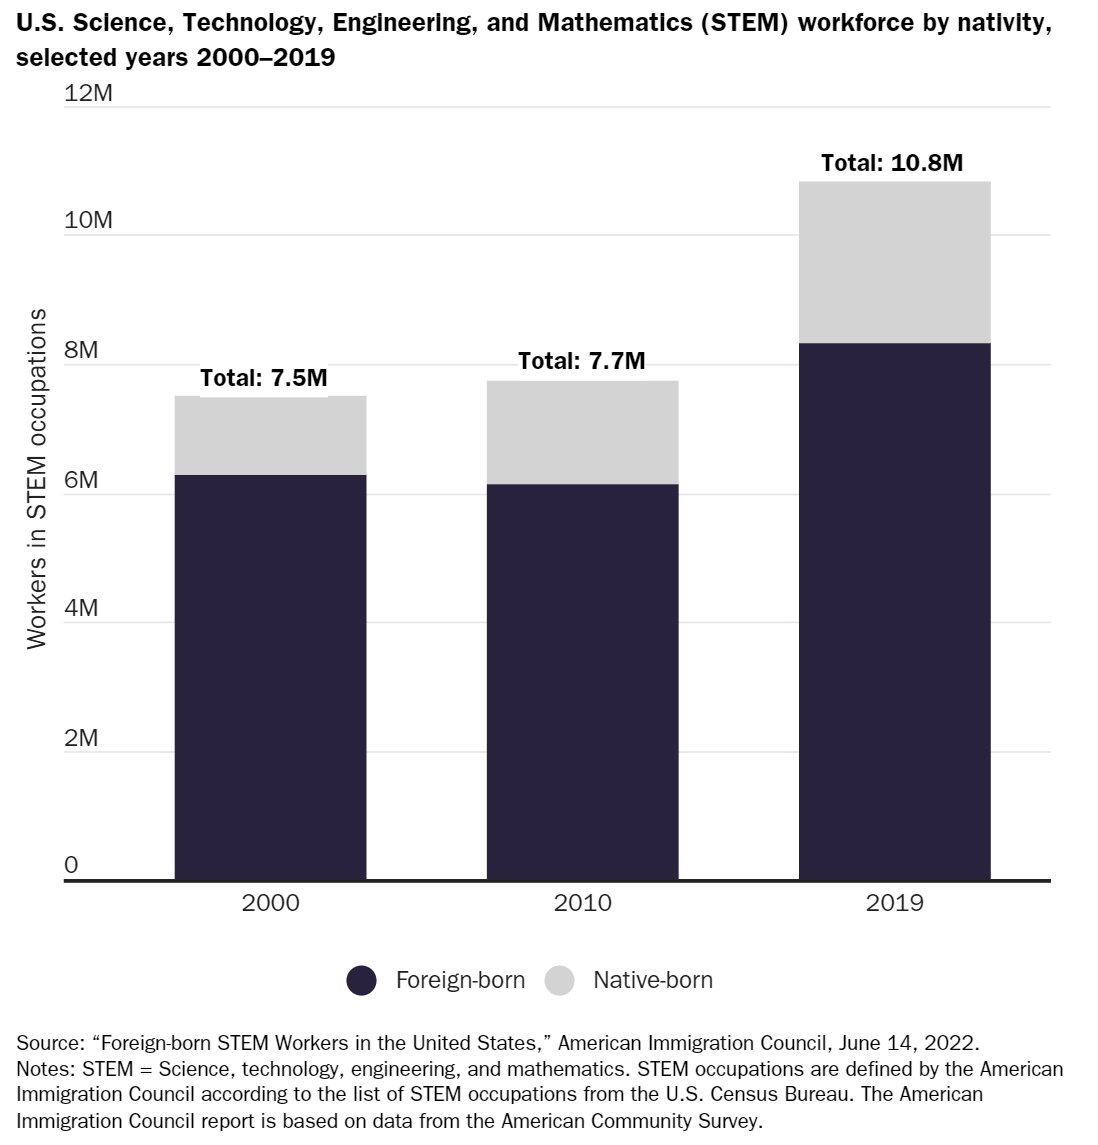 U.S. Science, Technology, Engineering, and Mathematics (STEM) workforce by nativity,
selected years 2000–2019
12M
Total: 10.8M
10M
8M
Total: 7.7M
Total: 7.5M
6M
4M
2M
0
Workers in STEM occupations
2000
2010
2019
Foreign-born
Native-born
Source: “Foreign-born STEM Workers in the United States,” American Immigration Council, June 14, 2022.
Notes: STEM = Science, technology, engineering, and mathematics. STEM occupations are defined by the American
Immigration Council according to the list of STEM occupations from the U.S. Census Bureau. The American
Immigration Council report is based on data from the American Community Survey.